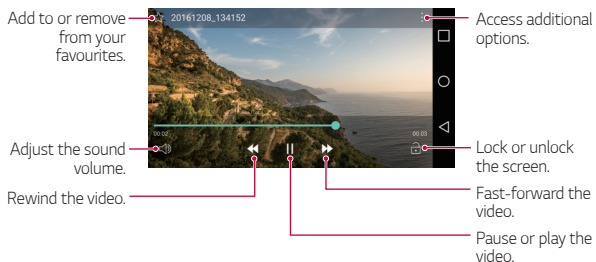 Add to or remove
from your
favourites.
20161208_134152
Access additional
options.
00:02
00:03
Adjust the sound
volume.
Lock or unlock
the screen.
Rewind the video.
Fast-forward the
video.
Pause or play the
video.